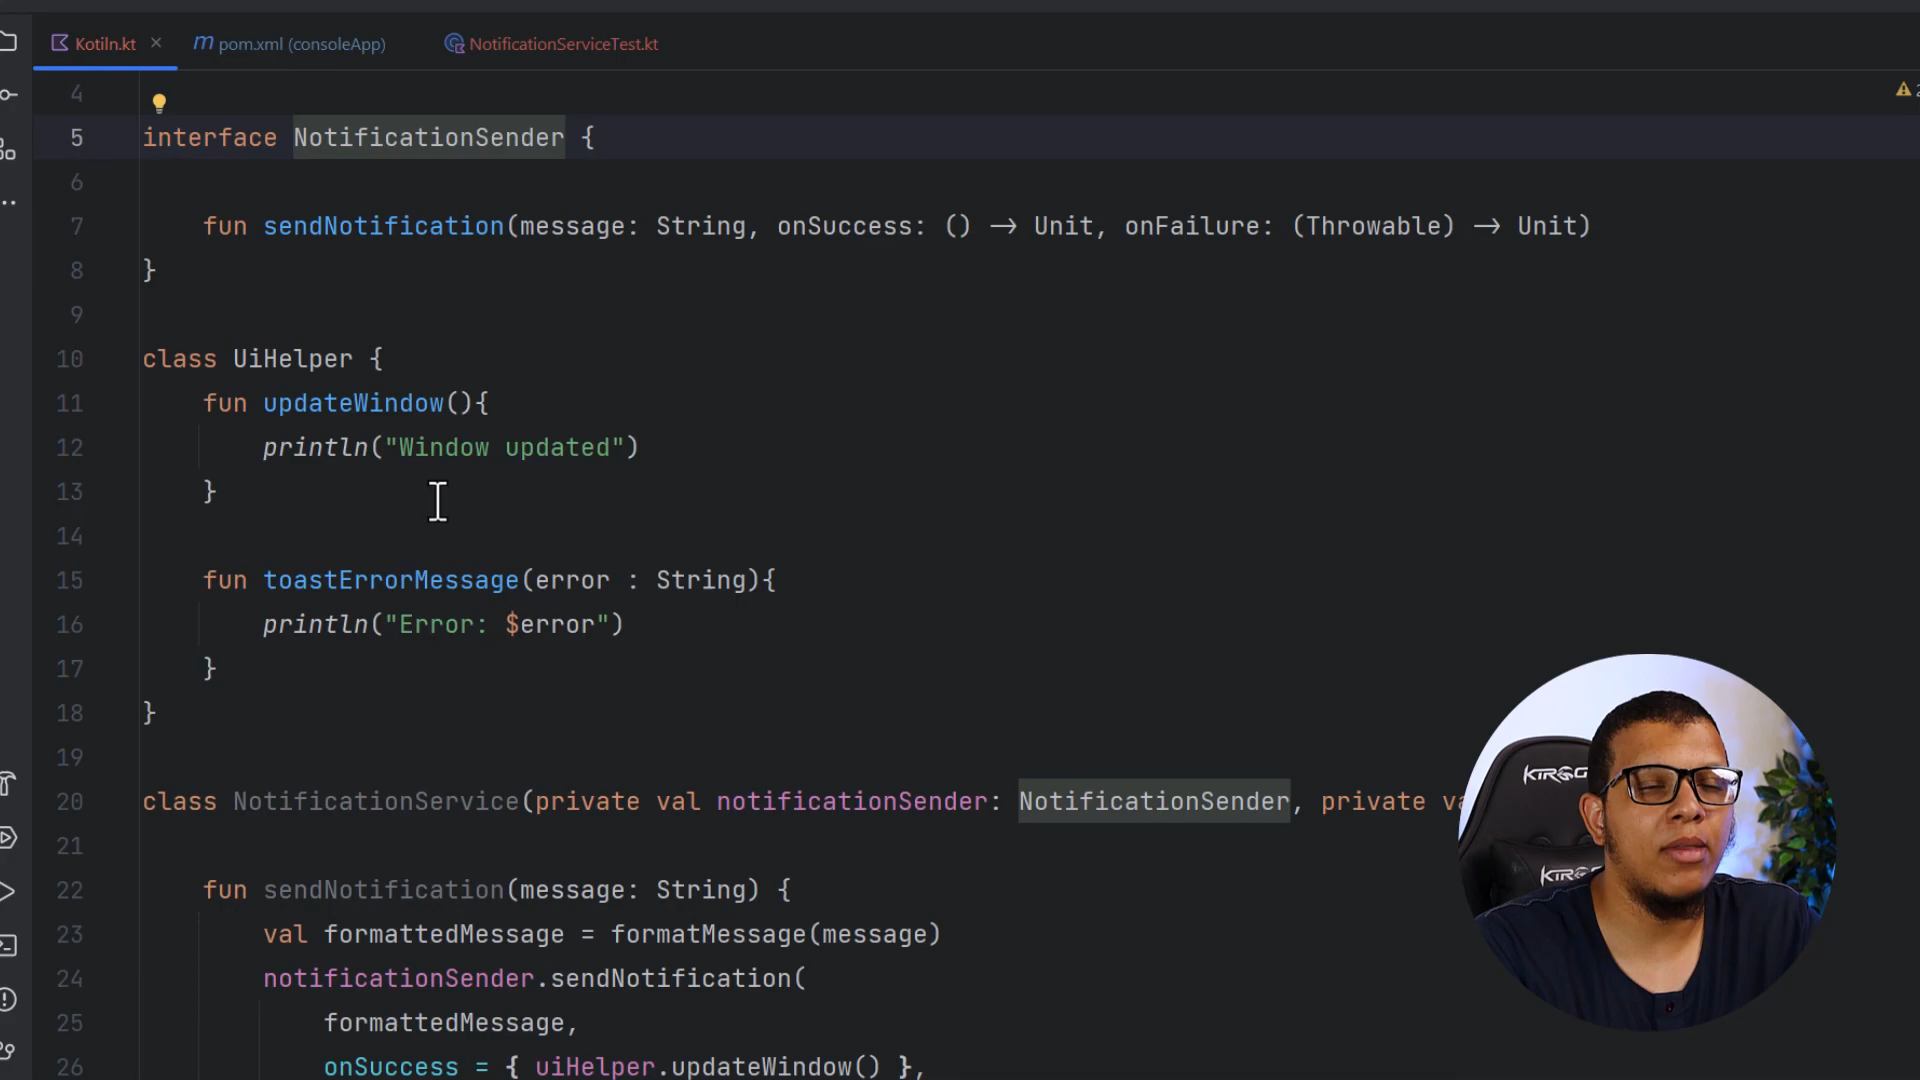 Kotiln.kt × m pom.xml (consoleApp) NotificationServiceTest.kt
4
5 interface NotificationSender {
6
7 fun sendNotification(message: String, onSuccess: () → Unit, onFailure: (Throwable) → Unit)
8 }
9
10 class UiHelper {
11 fun updateWindow(){
12 println("Window updated")
13 }
14
15 fun toastErrorMessage(error : String){
16 println("Error: $error")
17 }
18 }
19
20 class NotificationService(private val notificationSender: NotificationSender, private
21
22 fun sendNotification(message: String) {
23 val formattedMessage = formatMessage(message)
24 notificationSender.sendNotification(
25 formattedMessage,
26 onSuccess = { uiHelper.updateWindow() },